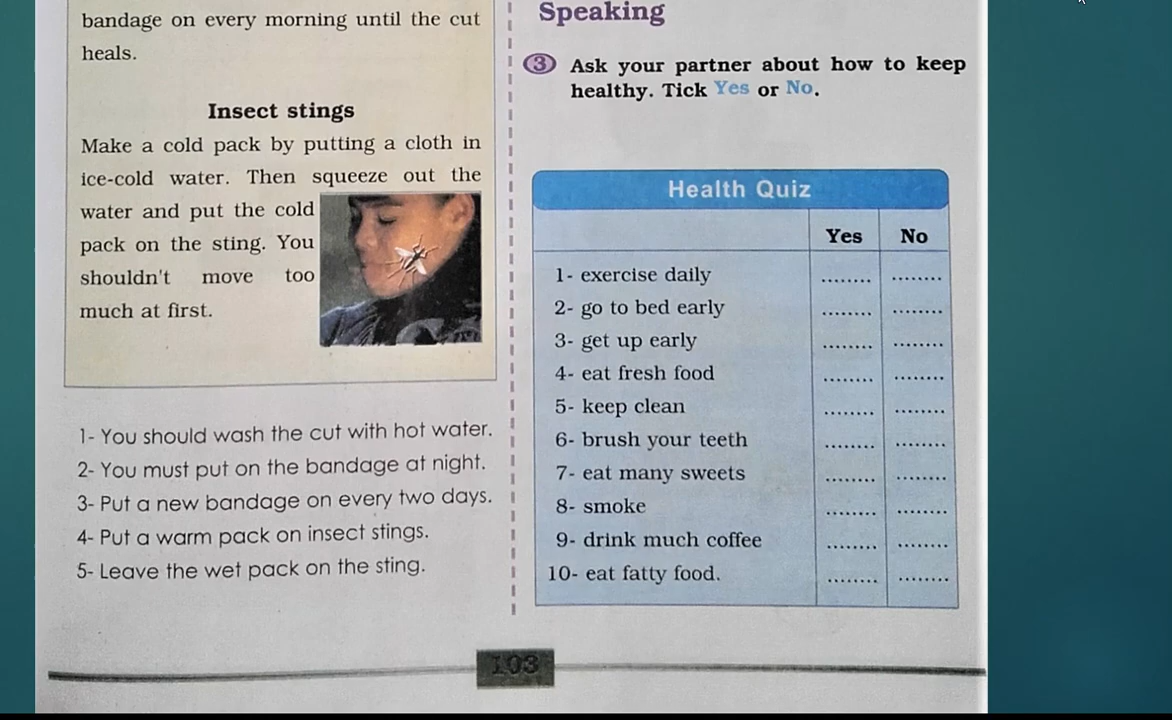 bandage on every morning until the cut
heals.
Insect stings
Make a cold pack by putting a cloth in
ice-cold water. Then squeeze out the
water and put the cold
pack on the sting. You
shouldn't move too
much at first.
1- You should wash the cut with hot water.
2- You must put on the bandage at night.
3- Put a new bandage on every two days.
4- Put a warm pack on insect stings.
5- Leave the wet pack on the sting.
Speaking
3 Ask your partner about how to keep
healthy. Tick Yes or No.
Health Quiz
Yes No
1- exercise daily ........ ........
2- go to bed early ........ ........
3- get up early ........ ........
4- eat fresh food ........ ........
5- keep clean ........ ........
6- brush your teeth ........ ........
7- eat many sweets ........ ........
8- smoke ........ ........
9- drink much coffee ........ ........
10- eat fatty food. ........ ........
103